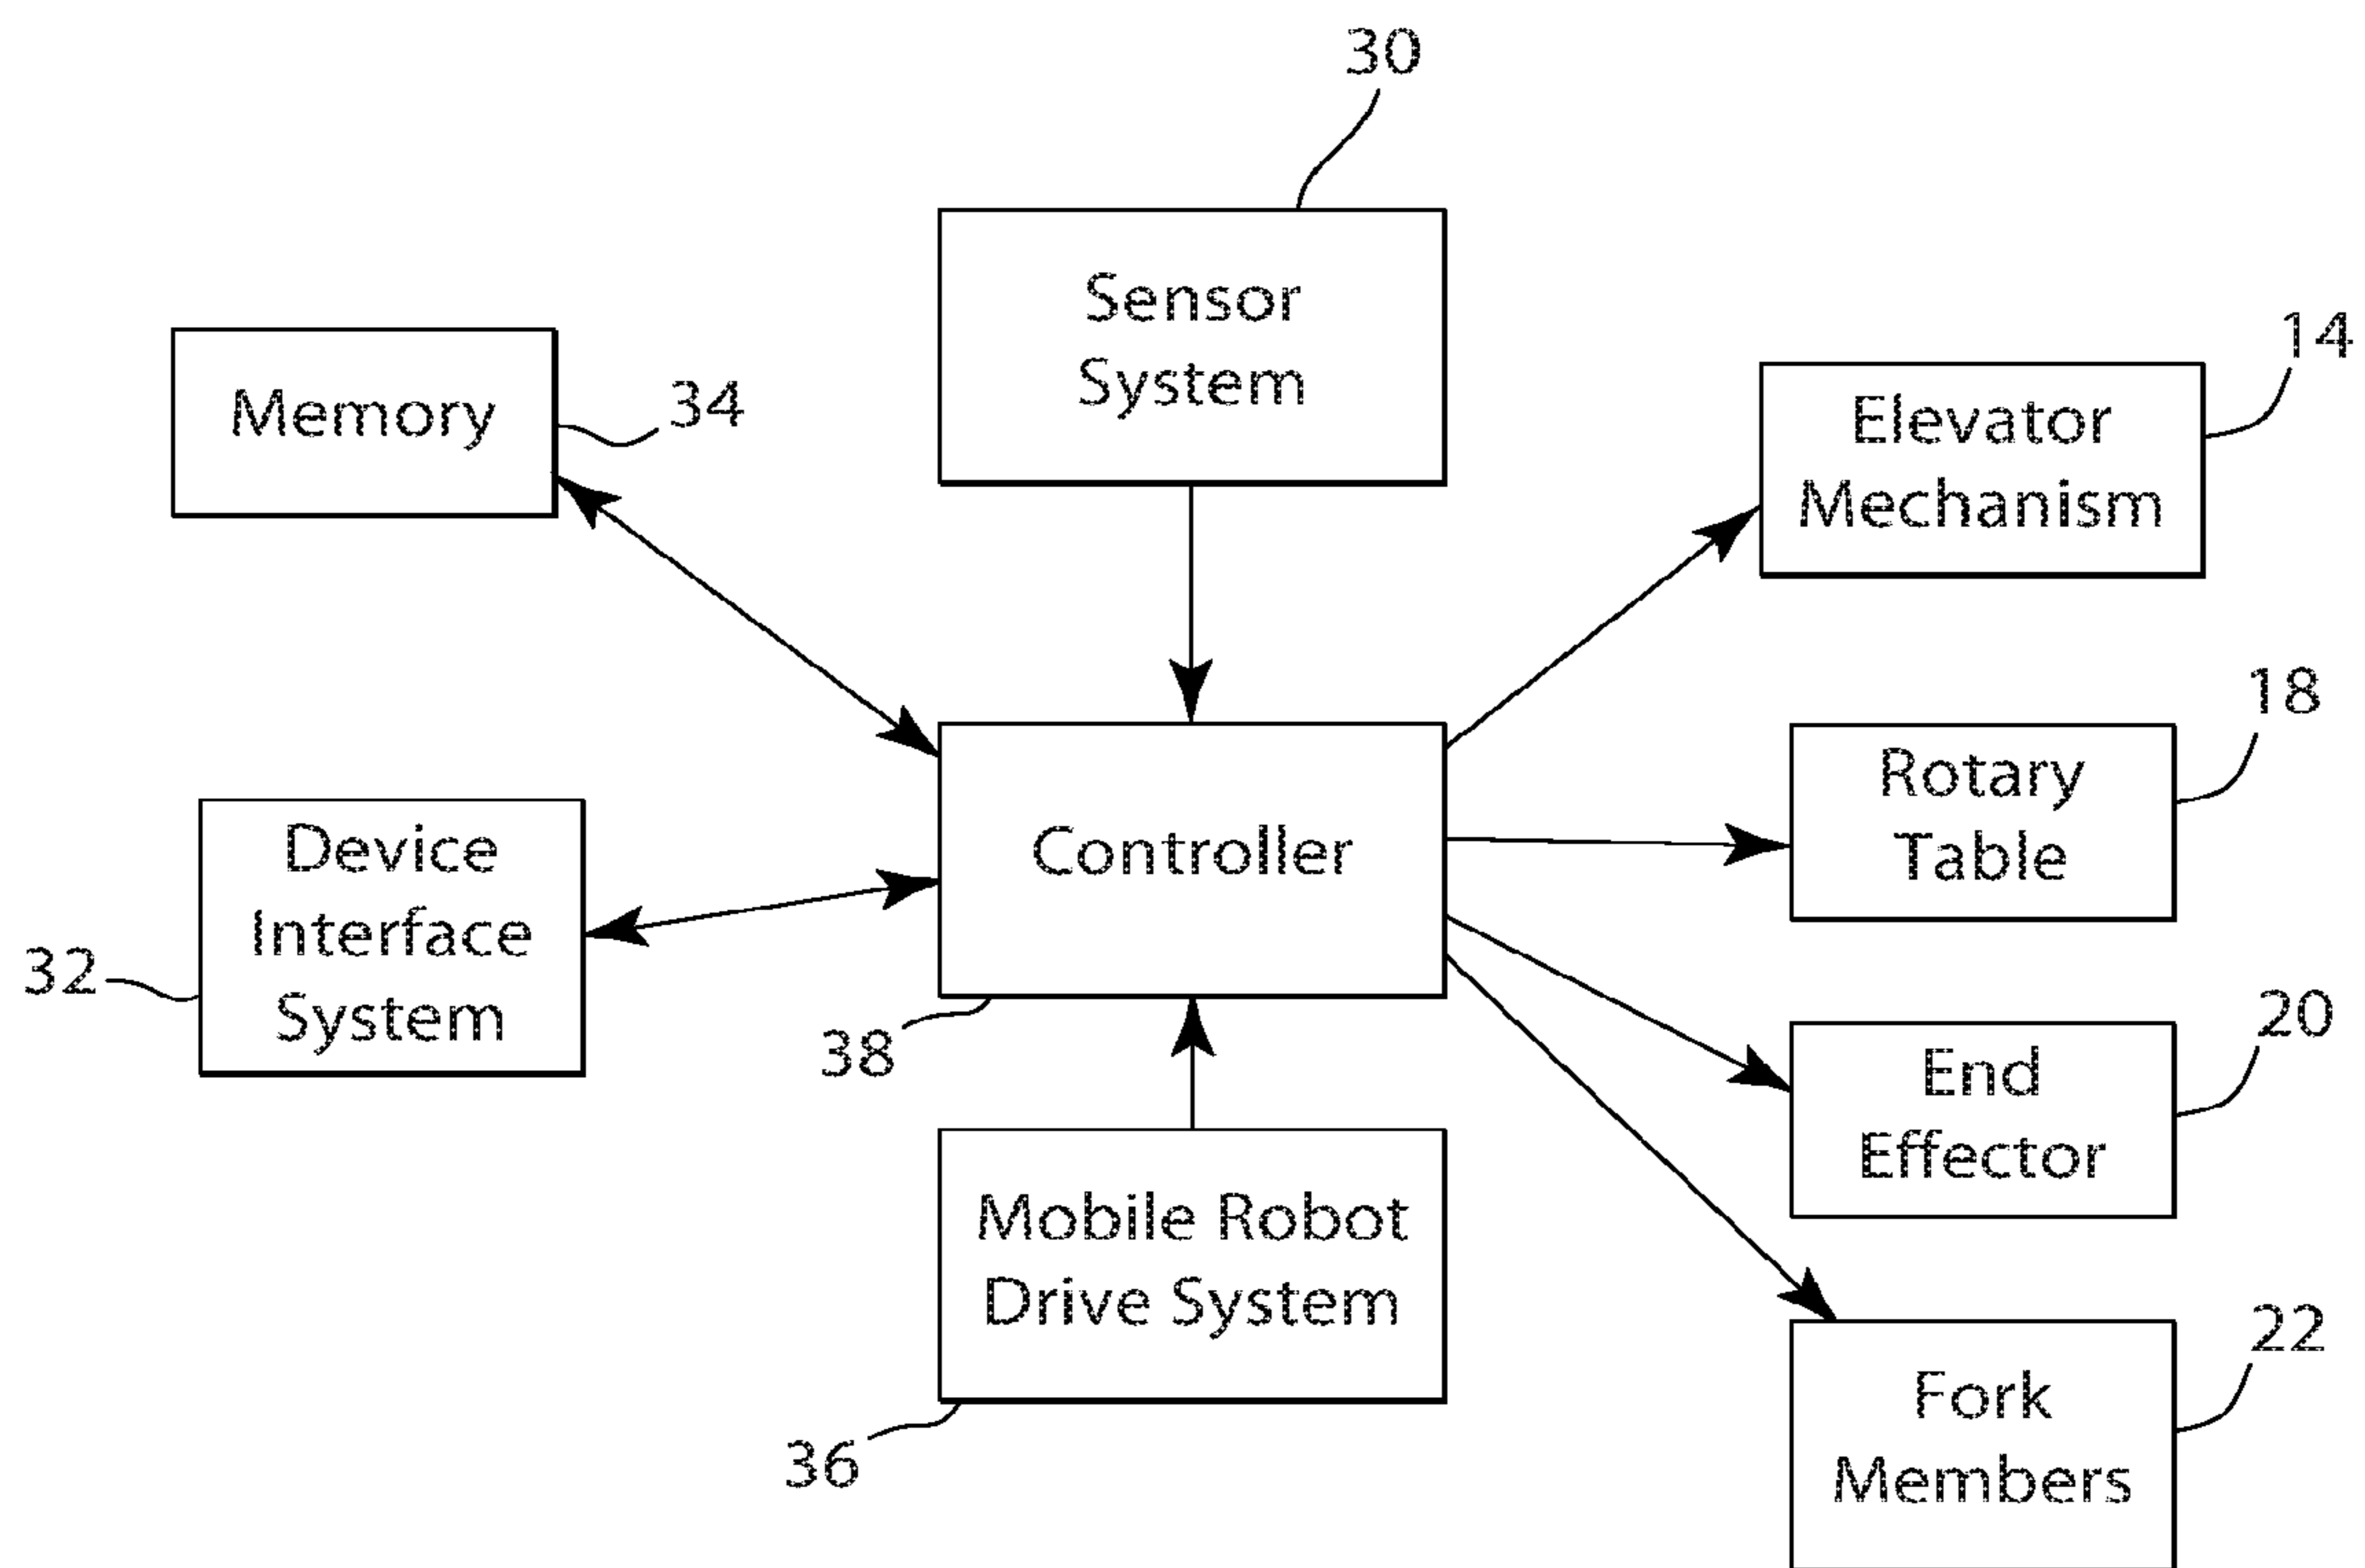 30
Sensor
System
14
Elevator
Mechanism
Memory
34
18
Rotary
Table
Controller
Device
Interface
System
32
38
20
End
Effector
Mobile Robot
Drive System
36
22
Fork
Members